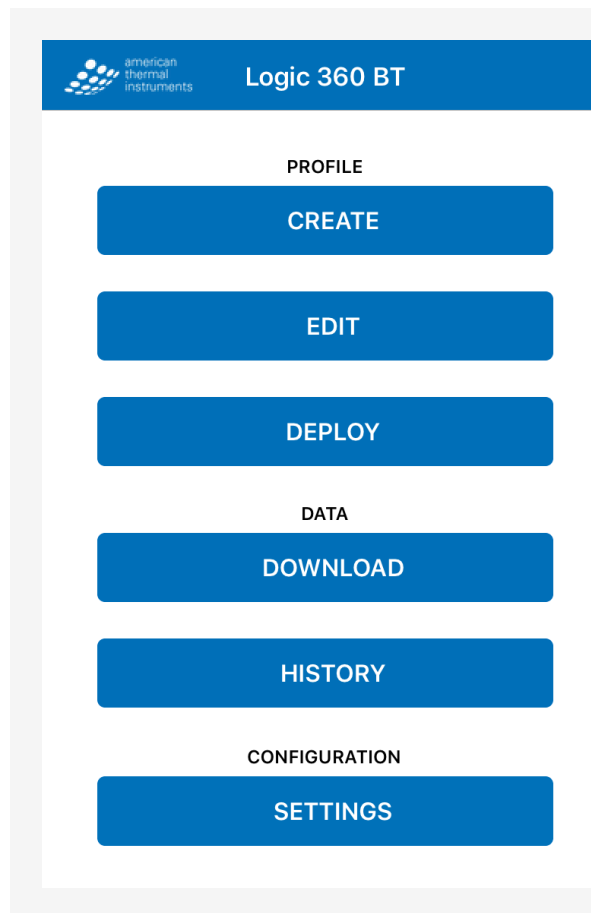 american
thermal
instruments
Logic 360 BT
PROFILE
CREATE
EDIT
DEPLOY
DATA
DOWNLOAD
HISTORY
CONFIGURATION
SETTINGS